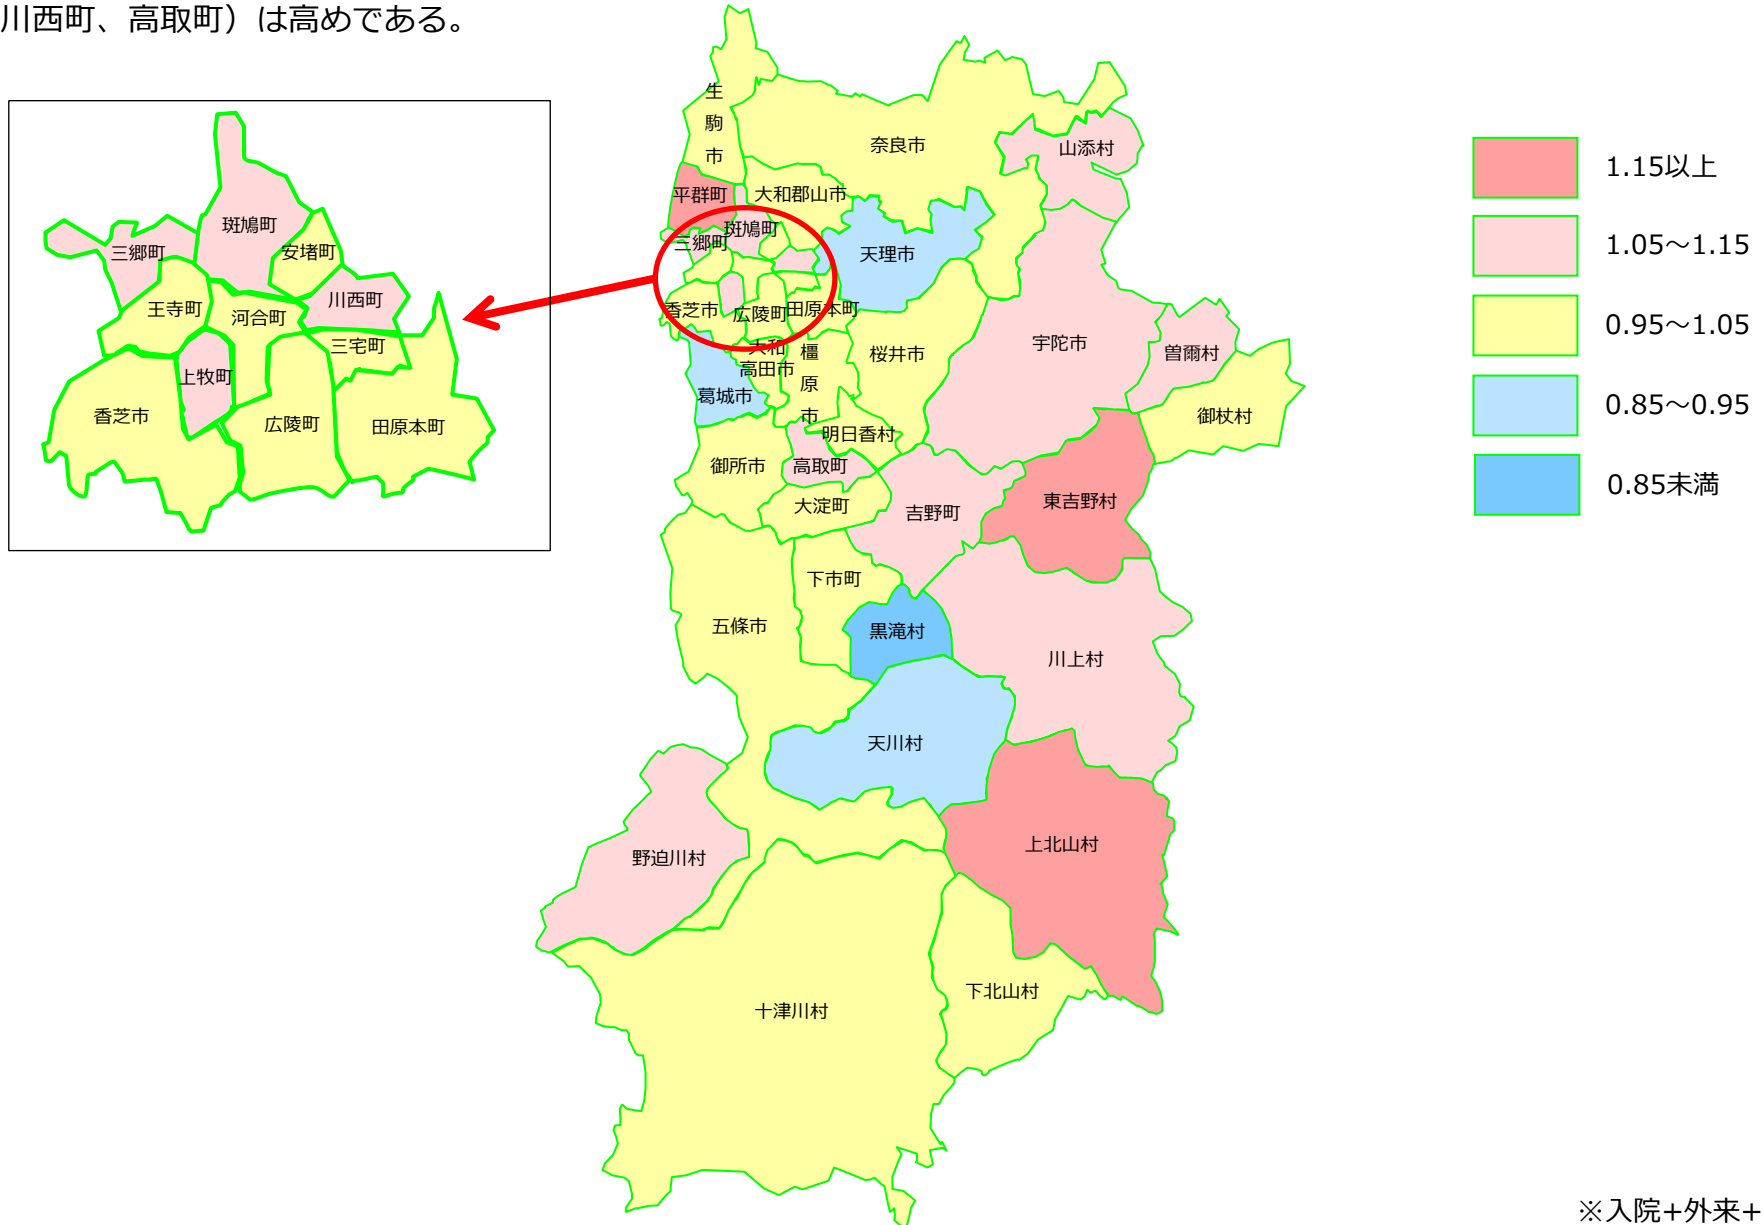 川西町、高取町）は高めである。
斑鳩町
三郷町
安堵町
川西町
王寺町
河合町
三宅町
上牧町
香芝市
広陵町
田原本町
生
駒
市
奈良市
山添村
平群町
大和郡山市
斑鳩町
三郷町
天理市
香芝市
広陵町
田原本町
大和
高田市
橿
原
市
桜井市
宇陀市
曽爾村
御杖村
葛城市
明日香村
御所市
高取町
大淀町
吉野町
東吉野村
下市町
五條市
黒滝村
川上村
天川村
野迫川村
上北山村
十津川村
下北山村
1.15以上
1.05～1.15
0.95～1.05
0.85～0.95
0.85未満
※入院+外来+